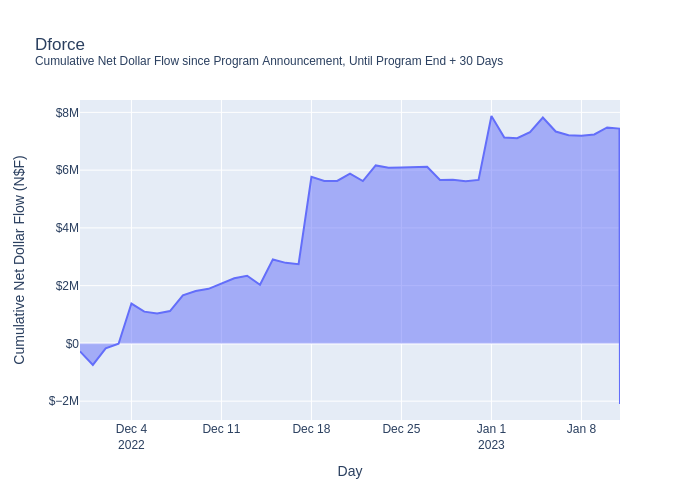 Dforce
Cumulative Net Dollar Flow since Program Announcement, Until Program End + 30 Days
Cumulative Net Dollar Flow (N$F)
$8M
$6M
$4M
$2M
$0
$−2M
Dec 4
2022
Dec 11
Dec 18
Dec 25
Jan 1
2023
Jan 8
Day